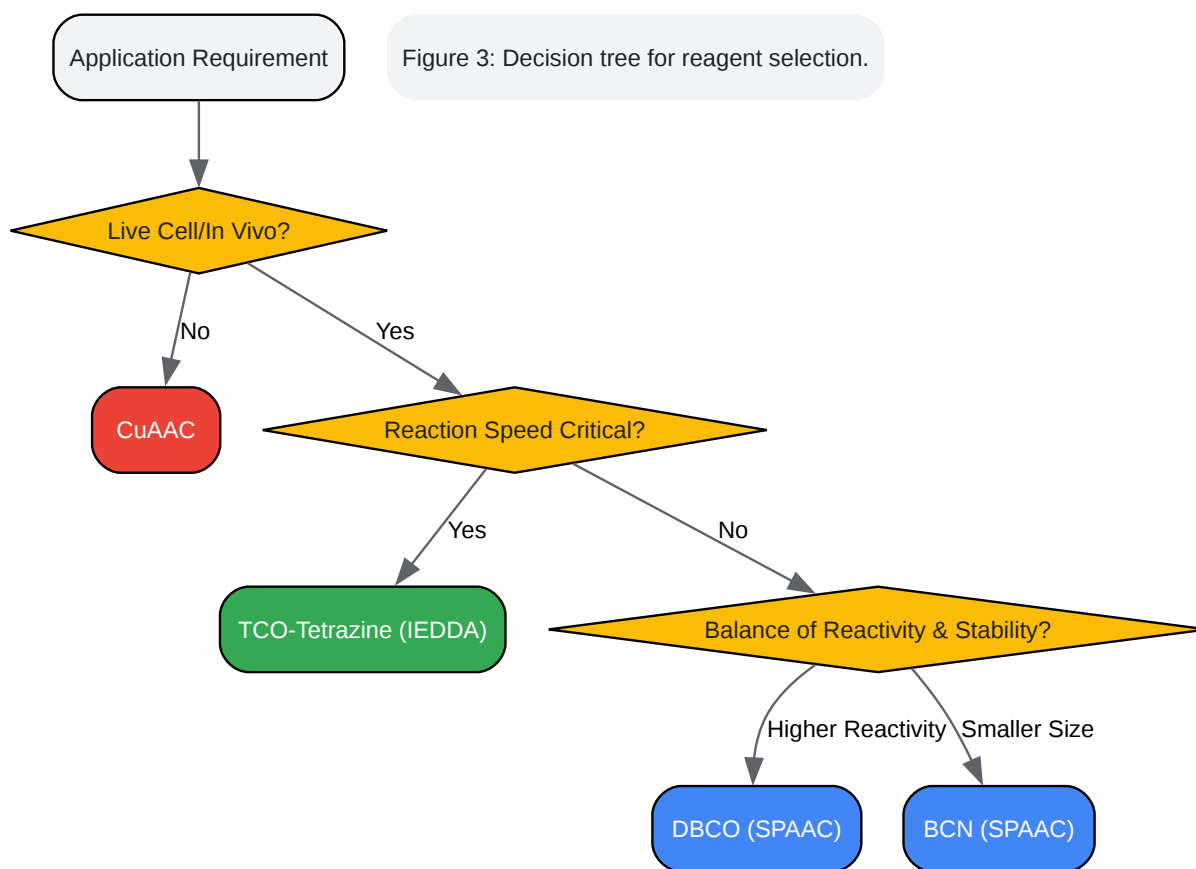 Application Requirement
Figure 3: Decision tree for reagent selection.
Live Cell/In Vivo?
No
Yes
CuAAC
Reaction Speed Critical?
Yes
No
TCO-Tetrazine (IEDDA)
Balance of Reactivity & Stability?
Higher Reactivity
Smaller Size
DBCO (SPAAC)
BCN (SPAAC)